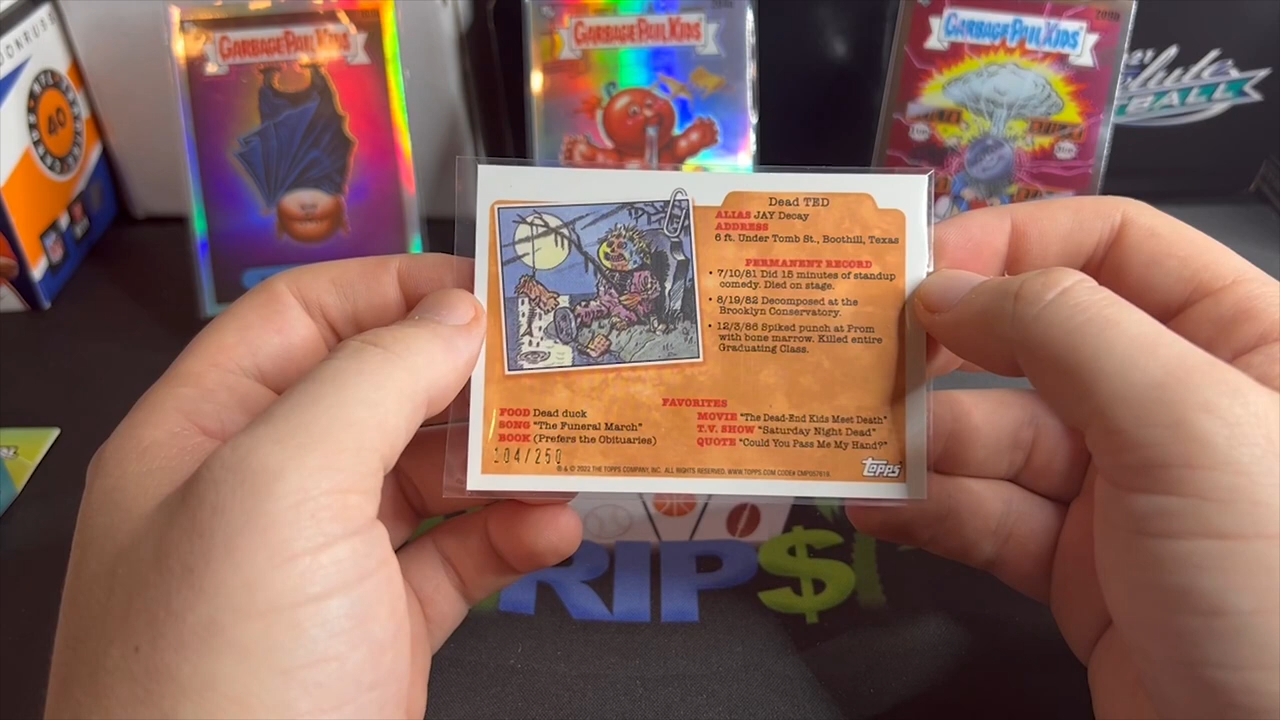 ONRUSS
40
GARBAGE PAIL KIDS
GARBAGE PAIL KIDS
GARBAGE PAIL KIDS
209b
Dead TED
ALIAS JAY Decay
ADDRESS
6 ft. Under Tomb St., Boothill, Texas
PERMANENT RECORD
• 7/10/81 Did 15 minutes of standup
comedy. Died on stage.
• 8/19/82 Decomposed at the
Brooklyn Conservatory.
• 12/3/86 Spiked punch at Prom
with bone marrow. Killed entire
Graduating Class.
FAVORITES
FOOD Dead duck
SONG "The Funeral March"
BOOK (Prefers the Obituaries)
MOVIE "The Dead-End Kids Meet Death"
T.V. SHOW "Saturday Night Dead"
QUOTE "Could You Pass Me My Hand?"
104/250
® & © 2022 THE TOPPS COMPANY, INC. ALL RIGHTS RESERVED. WWW.TOPPS.COM CODE# CMP057615
Topps
RIP$